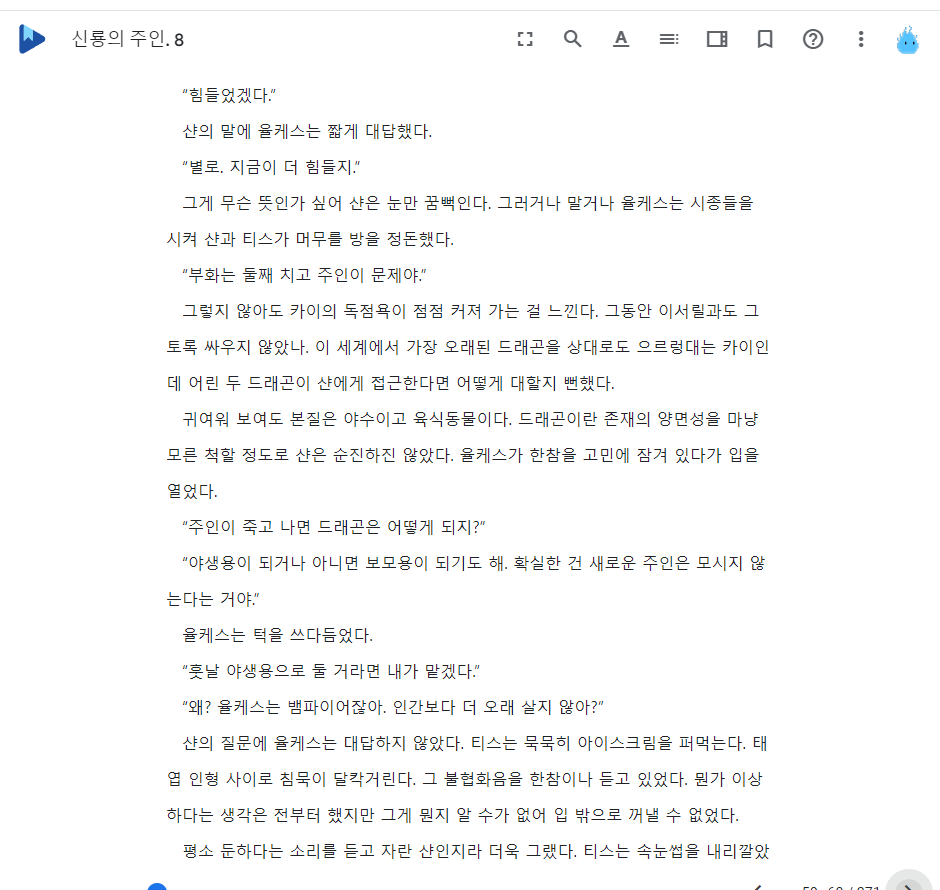 신룡의 주인. 8
“힘들었겠다.”
샨의 말에 율케스는 짧게 대답했다.
“별로. 지금이 더 힘들지.”
그게 무슨 뜻인가 싶어 샨은 눈만 꿈뻑인다. 그러거나 말거나 율케스는 시종들을
시켜 샨과 티스가 머무를 방을 정돈했다.
“부화는 둘째 치고 주인이 문제야.”
그렇지 않아도 카이의 독점욕이 점점 커져 가는 걸 느낀다. 그동안 이서릴과도 그
토록 싸우지 않았나. 이 세계에서 가장 오래된 드래곤을 상대로도 으르렁대는 카이인
데 어린 두 드래곤이 샨에게 접근한다면 어떻게 대할지 뻔했다.
귀여워 보여도 본질은 야수이고 육식동물이다. 드래곤이란 존재의 양면성을 마냥
모른 척할 정도로 샨은 순진하진 않았다. 율케스가 한참을 고민에 잠겨 있다가 입을
열었다.
“주인이 죽고 나면 드래곤은 어떻게 되지?”
“야생용이 되거나 아니면 보모용이 되기도 해. 확실한 건 새로운 주인은 모시지 않
는다는 거야.”
율케스는 턱을 쓰다듬었다.
“훗날 야생용으로 둘 거라면 내가 맡겠다.”
“왜? 율케스는 뱀파이어잖아. 인간보다 더 오래 살지 않아?”
샨의 질문에 율케스는 대답하지 않았다. 티스는 묵묵히 아이스크림을 퍼먹는다. 태
엽 인형 사이로 침묵이 달칵거린다. 그 불협화음을 한참이나 듣고 있었다. 뭔가 이상
하다는 생각은 전부터 했지만 그게 뭔지 알 수가 없어 입 밖으로 꺼낼 수 없었다.
평소 둔하다는 소리를 듣고 자란 샨인지라 더욱 그랬다. 티스는 속눈썹을 내리깔았